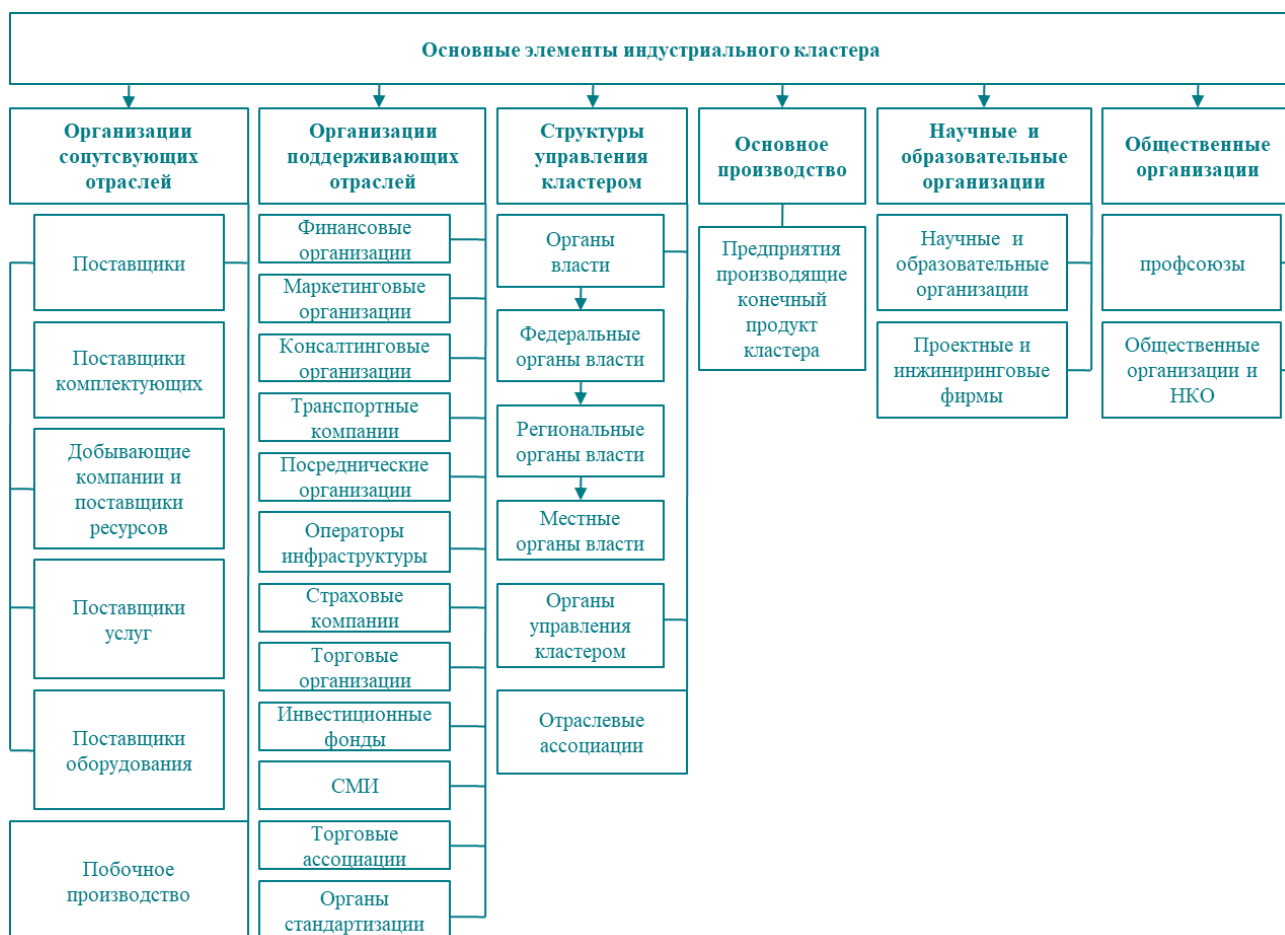 Основные элементы индустриального кластера
Организации
сопутсвующих
отраслей
Поставщики
Поставщики
комплектующих
Добывающие
компании и
поставщики
ресурсов
Поставщики
услуг
Поставщики
оборудования
Побочное
производство
Организации
поддерживающих
отраслей
Финансовые
организации
Маркетинговые
организации
Консалтинговые
организации
Транспортные
компании
Посреднические
организации
Операторы
инфраструктуры
Страховые
компании
Торговые
организации
Инвестиционные
фонды
СМИ
Торговые
ассоциации
Органы
стандартизации
Структуры
управления
кластером
Органы
власти
Федеральные
органы власти
Региональные
органы власти
Местные
органы власти
Органы
управления
кластером
Отраслевые
ассоциации
Основное
производство
Предприятия
производящие
конечный
продукт
кластера
Научные и
образовательные
организации
Научные и
образовательные
организации
Проектные и
инжиниринговые
фирмы
Общественные
организации
профсоюзы
Общественные
организации и
НКО